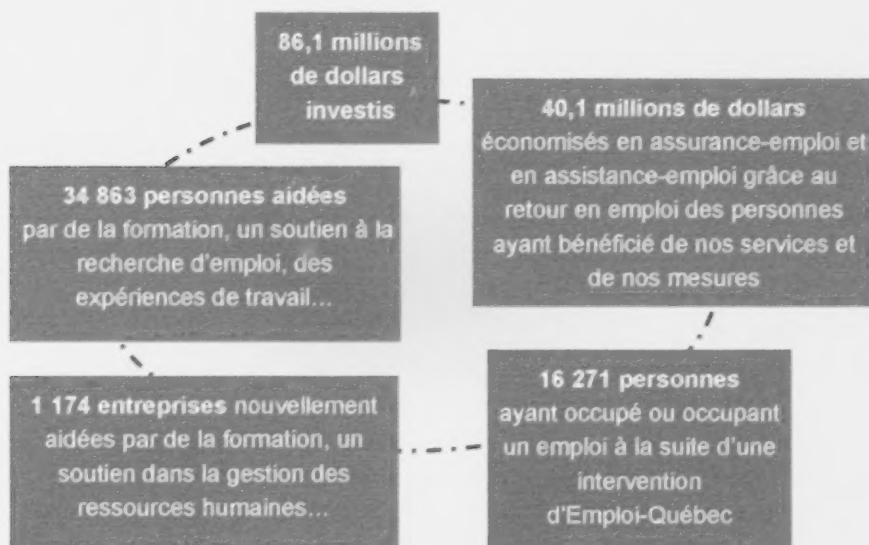 86,1 millions
de dollars
investis
40,1 millions de dollars
économisés en assurance-emploi et
en assistance-emploi grâce au
retour en emploi des personnes
ayant bénéficié de nos services et
de nos mesures
34 863 personnes aidées
par de la formation, un soutien à la
recherche d'emploi, des
expériences de travail...
1 174 entreprises nouvellement
aidées par de la formation, un
soutien dans la gestion des
ressources humaines...
16 271 personnes
ayant occupé ou occupant
un emploi à la suite d'une
intervention
d'Emploi-Québec